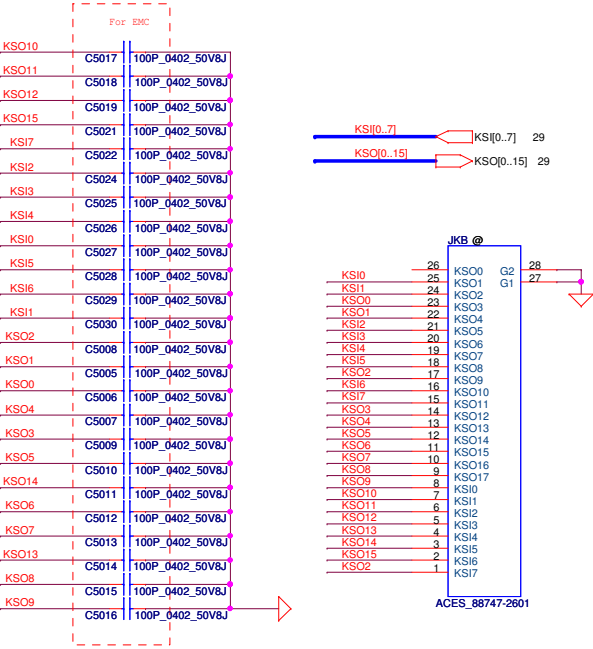 For EMC
KSO10
C5017 100P_0402_50V8J
KSO11
C5018 100P_0402_50V8J
KSO12
C5019 100P_0402_50V8J
KSO15
C5021 100P_0402_50V8J
KSI7
C5022 100P_0402_50V8J
KSI2
C5024 100P_0402_50V8J
KSI3
C5025 100P_0402_50V8J
KSI4
C5026 100P_0402_50V8J
KSI0
C5027 100P_0402_50V8J
KSI5
C5028 100P_0402_50V8J
KSI6
C5029 100P_0402_50V8J
KSI1
C5030 100P_0402_50V8J
KSO2
C5008 100P_0402_50V8J
KSO1
C5005 100P_0402_50V8J
KSO0
C5006 100P_0402_50V8J
KSO4
C5007 100P_0402_50V8J
KSO3
C5009 100P_0402_50V8J
KSO5
C5010 100P_0402_50V8J
KSO14
C5011 100P_0402_50V8J
KSO6
C5012 100P_0402_50V8J
KSO7
C5013 100P_0402_50V8J
KSO13
C5014 100P_0402_50V8J
KSO8
C5015 100P_0402_50V8J
KSO9
C5016 100P_0402_50V8J
KSI[0..7] KSI[0..7] 29
KSO[0..15] KSO[0..15] 29
JKB @
26 KSO0 G2 28
KSI0 25 KSO1 G1 27
KSI1 24 KSO2
KSO0 23 KSO3
KSO1 22 KSO4
KSI2 21 KSO5
KSI3 20 KSO6
KSI4 19 KSO7
KSI5 18 KSO8
KSO2 17 KSO9
KSI6 16 KSO10
KSI7 15 KSO11
KSO3 14 KSO12
KSO4 13 KSO13
KSO5 12 KSO14
KSO6 11 KSO15
KSO7 10 KSO16
KSO8 9 KSO17
KSO9 8 KSI0
KSO10 7 KSI1
KSO11 6 KSI2
KSO12 5 KSI3
KSO13 4 KSI4
KSO14 3 KSI5
KSO15 2 KSI6
KSO2 1 KSI7
ACES_88747-2601